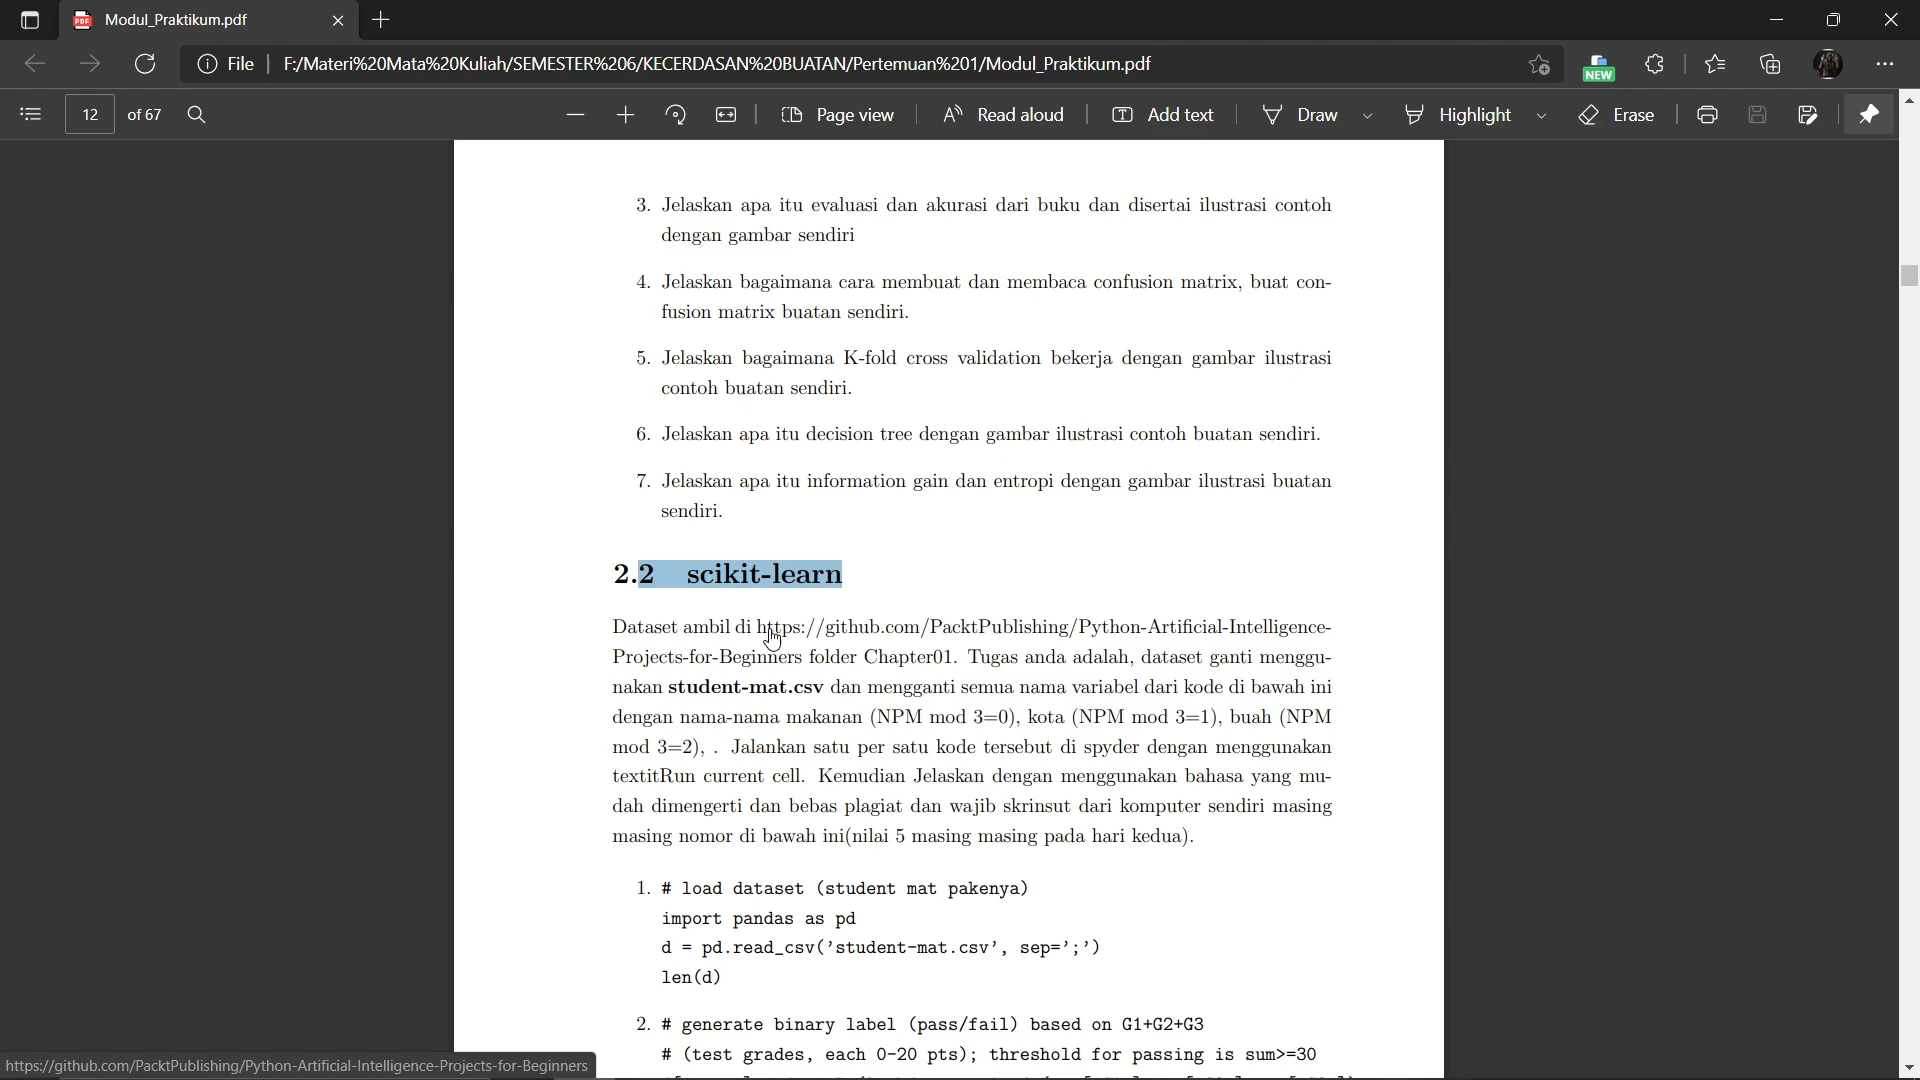 Modul_Praktikum.pdf
File | F:/Materi%20Mata%20Kuliah/SEMESTER%206/KECERDASAN%20BUATAN/Pertemuan%201/Modul_Praktikum.pdf
NEW
12 of 67
Page view
Read aloud
Add text
Draw
Highlight
Erase
3. Jelaskan apa itu evaluasi dan akurasi dari buku dan disertai ilustrasi contoh
dengan gambar sendiri
4. Jelaskan bagaimana cara membuat dan membaca confusion matrix, buat con-
fusion matrix buatan sendiri.
5. Jelaskan bagaimana K-fold cross validation bekerja dengan gambar ilustrasi
contoh buatan sendiri.
6. Jelaskan apa itu decision tree dengan gambar ilustrasi contoh buatan sendiri.
7. Jelaskan apa itu information gain dan entropi dengan gambar ilustrasi buatan
sendiri.
2.2 scikit-learn
Dataset ambil di https://github.com/PacktPublishing/Python-Artificial-Intelligence-
Projects-for-Beginners folder Chapter01. Tugas anda adalah, dataset ganti menggu-
nakan student-mat.csv dan mengganti semua nama variabel dari kode di bawah ini
dengan nama-nama makanan (NPM mod 3=0), kota (NPM mod 3=1), buah (NPM
mod 3=2), . Jalankan satu per satu kode tersebut di spyder dengan menggunakan
textitRun current cell. Kemudian Jelaskan dengan menggunakan bahasa yang mu-
dah dimengerti dan bebas plagiat dan wajib skrinsut dari komputer sendiri masing
masing nomor di bawah ini(nilai 5 masing masing pada hari kedua).
1. # load dataset (student mat pakenya)
import pandas as pd
d = pd.read_csv('student-mat.csv', sep=';')
len(d)
2. # generate binary label (pass/fail) based on G1+G2+G3
# (test grades, each 0-20 pts); threshold for passing is sum>=30
https://github.com/PacktPublishing/Python-Artificial-Intelligence-Projects-for-Beginners